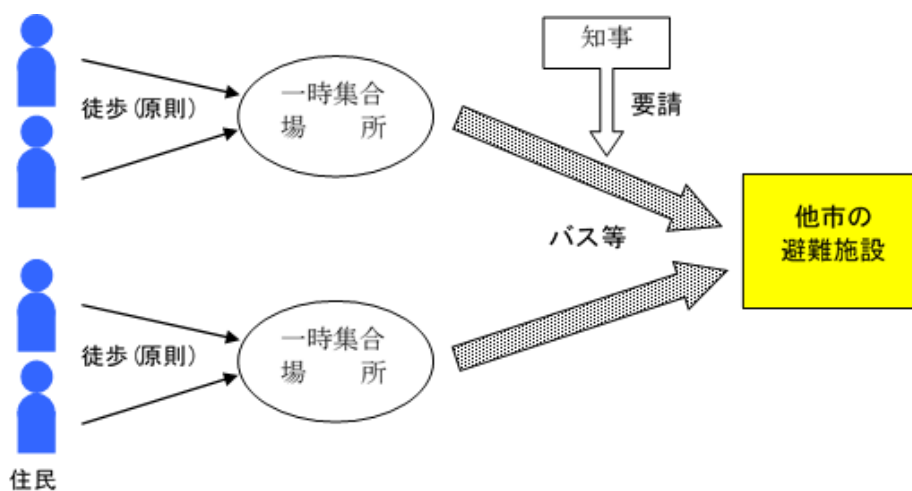 知事
要請
徒歩(原則)
一時集合
場　　所
バス等
他市の
避難施設
徒歩(原則)
一時集合
場　　所
住民